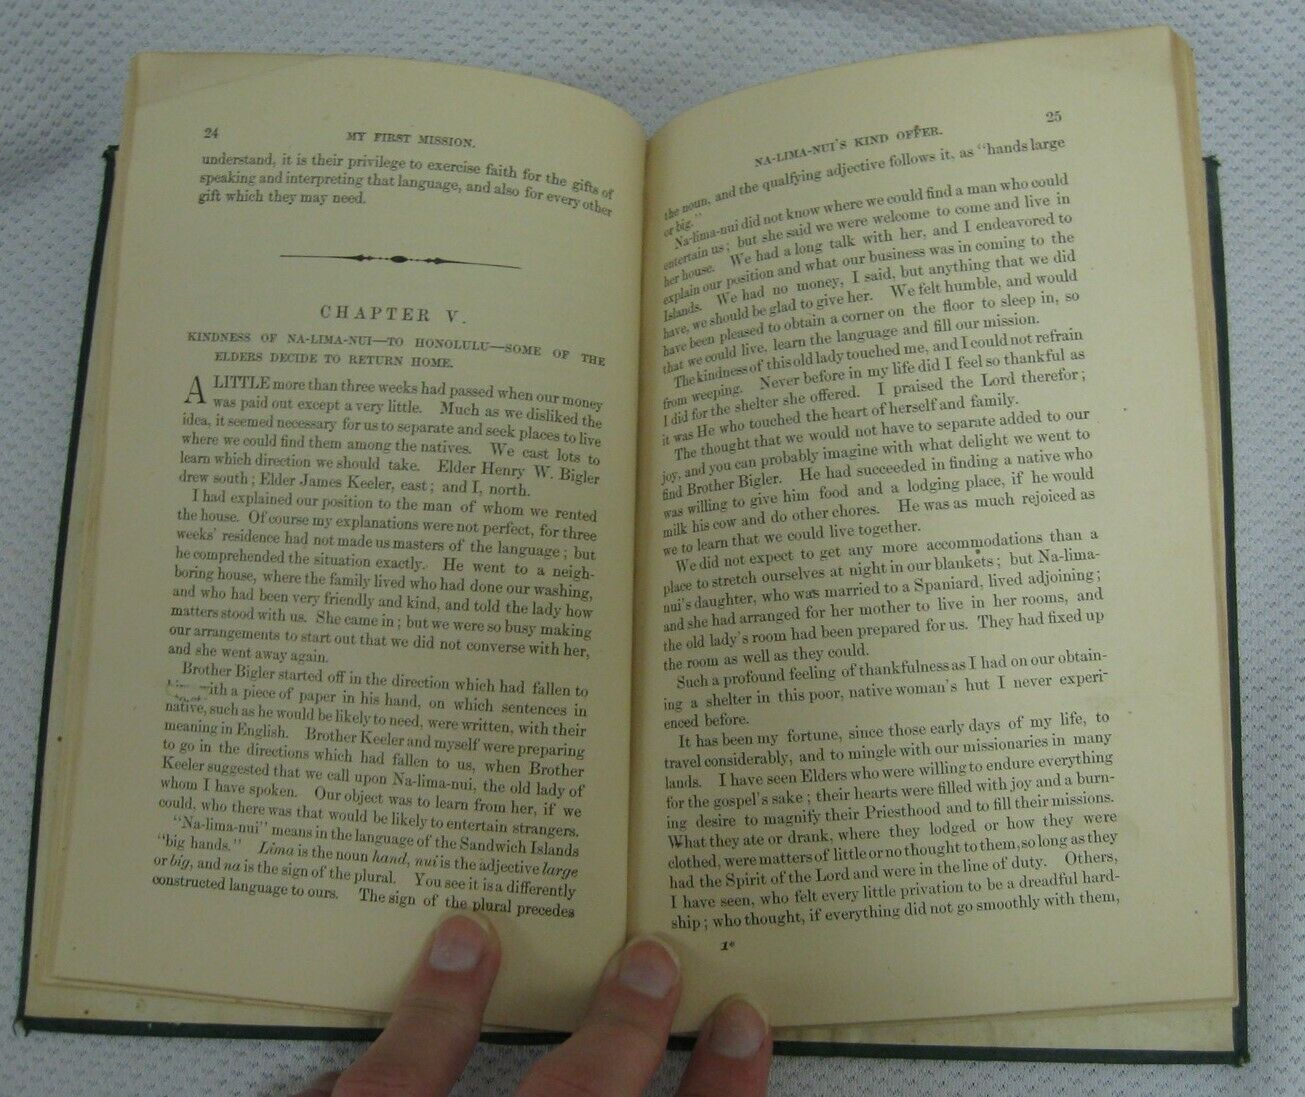 24
MY FIRST MISSION.
understand, it is their privilege to exercise faith for the gifts of
speaking and interpreting that language, and also for every other
gift which they may need.
CHAPTER V.
KINDNESS OF NA-LIMA-NUI—TO HONOLULU—SOME OF THE
ELDERS DECIDE TO RETURN HOME.
A LITTLE more than three weeks had passed when our money
was paid out except a very little. Much as we disliked the
idea, it seemed necessary for us to separate and seek places to live
where we could find them among the natives. We cast lots to
learn which direction we should take. Elder Henry W. Bigler
drew south; Elder James Keeler, east; and I, north.
I had explained our position to the man of whom we rented
the house. Of course my explanations were not perfect, for three
weeks' residence had not made us masters of the language; but
he comprehended the situation exactly. He went to a neigh-
boring house, where the family lived who had done our washing,
and who had been very friendly and kind, and told the lady how
matters stood with us. She came in; but we were so busy making
our arrangements to start out that we did not converse with her,
and she went away again.
Brother Bigler started off in the direction which had fallen to
with a piece of paper in his hand, on which sentences in
native, such as he would be likely to need, were written, with their
meaning in English. Brother Keeler and myself were preparing
to go in the directions which had fallen to us, when Brother
Keeler suggested that we call upon Na-lima-nui, the old lady of
whom I have spoken. Our object was to learn from her, if we
could, who there was that would be likely to entertain strangers.
"Na-lima-nui" means in the language of the Sandwich Islands
"big hands." Lima is the noun hand, nui is the adjective large
or big, and na is the sign of the plural. You see it is a differently
constructed language to ours. The sign of the plural precedes
NA-LIMA-NUI'S KIND OFFER.
25
the noun, and the qualfying adjective follows it, as "hands large
or big."
Na-lima-nui did not know where we could find a man who could
entertain us; but she said we were welcome to come and live in
her house. We had a long talk with her, and I endeavored to
explain our position and what our business was in coming to the
Islands. We had no money, I said, but anything that we did
have, we should be glad to give her. We felt humble, and would
have been pleased to obtain a corner on the floor to sleep in, so
that we could live, learn the language and fill our mission.
The kindness of this old lady touched me, and I could not refrain
from weeping. Never before in my life did I feel so thankful as
I did for the shelter she offered. I praised the Lord therefor;
it was He who touched the heart of herself and family.
The thought that we would not have to separate added to our
joy, and you can probably imagine with what delight we went to
find Brother Bigler. He had succeeded in finding a native who
was willing to give him food and a lodging place, if he would
milk his cow and do other chores. He was as much rejoiced as
we to learn that we could live together.
We did not expect to get any more accommodations than a
place to stretch ourselves at night in our blankets; but Na-lima-
nui's daughter, who was married to a Spaniard, lived adjoining;
and she had arranged for her mother to live in her rooms, and
the old lady's room had been prepared for us. They had fixed up
the room as well as they could.
Such a profound feeling of thankfulness as I had on our obtain-
ing a shelter in this poor, native woman's hut I never experi-
enced before.
It has been my fortune, since those early days of my life, to
travel considerably, and to mingle with our missionaries in many
lands. I have seen Elders who were willing to endure everything
for the gospel's sake; their hearts were filled with joy and a burn-
ing desire to magnify their Priesthood and to fill their missions.
What they ate or drank, where they lodged or how they were
clothed, were matters of little or no thought to them, so long as they
had the Spirit of the Lord and were in the line of duty. Others,
I have seen, who felt every little privation to be a dreadful hard-
ship; who thought, if everything did not go smoothly with them,
1*